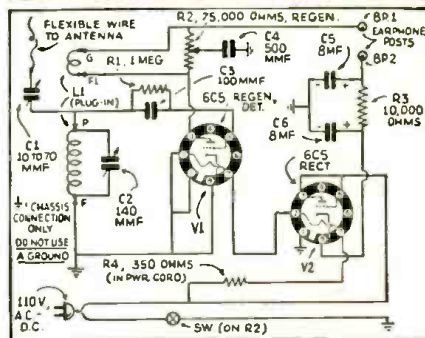 FLEXIBLE WIRE
TO ANTENNA
R2, 75,000 OHMS, REGEN.
BP.1
EARPHONE
POSTS
BP2
G
R1, 1 MEG
C4
500
MMF
C5
8MF
F1
C3
100MMF
L1
(PLUG-IN)
6C5 REGEN.
DET.
R3
10,000
OHMS
P
C6
8MF
C1
10 TO 70
MMF
6C5
RECT
C2
140
MMF
⏚ = CHASSIS
CONNECTION
ONLY
DO NOT USE
A GROUND
F
V1
R4, 350 OHMS
(IN PWR. CORD)
V2
110V.
A.C.-
D.C.
SW (ON R2)